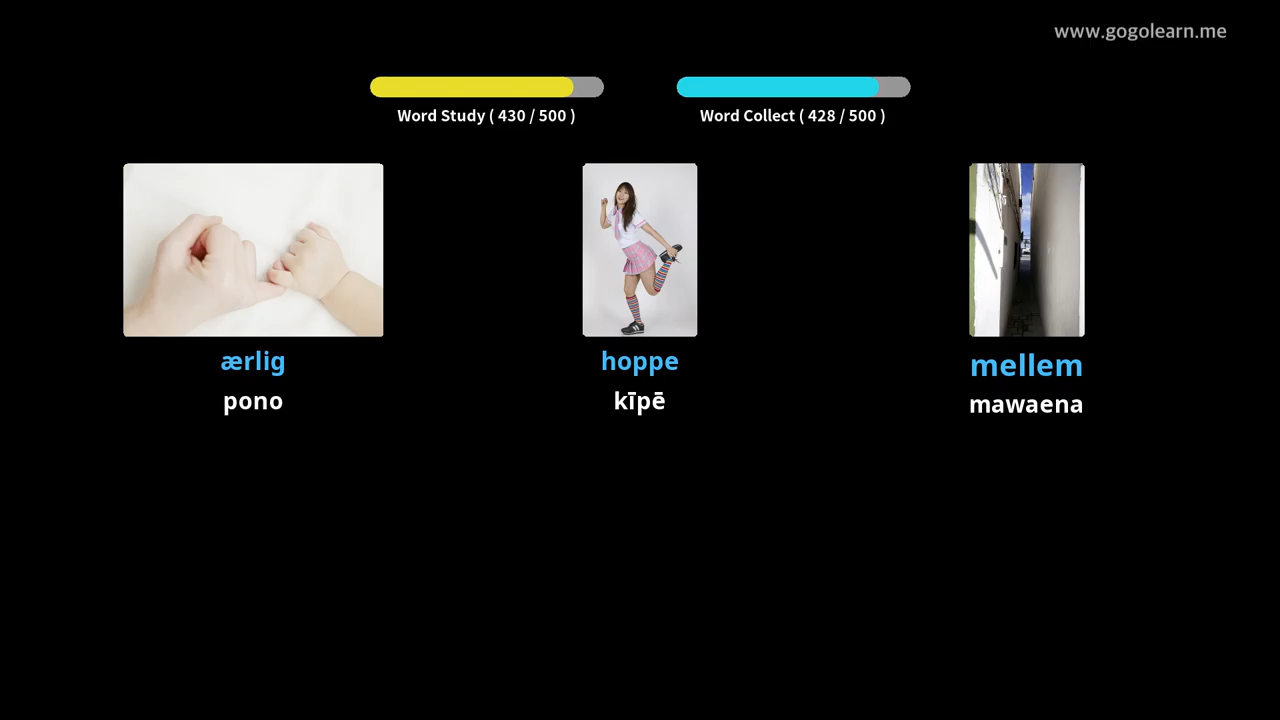 www.gogolearn.me
Word Study ( 430 / 500 )
Word Collect ( 428 / 500 )
ærlig
pono
hoppe
kīpē
mellem
mawaena